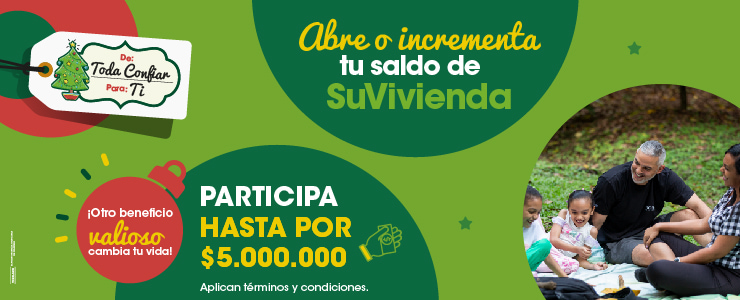 De:
Toda Confiar
Para: Ti
Abre o incrementa
tu saldo de
SuVivienda
¡Otro beneficio
valioso
cambia tu vida!
PARTICIPA
HASTA POR
$5.000.000
Aplican términos y condiciones.